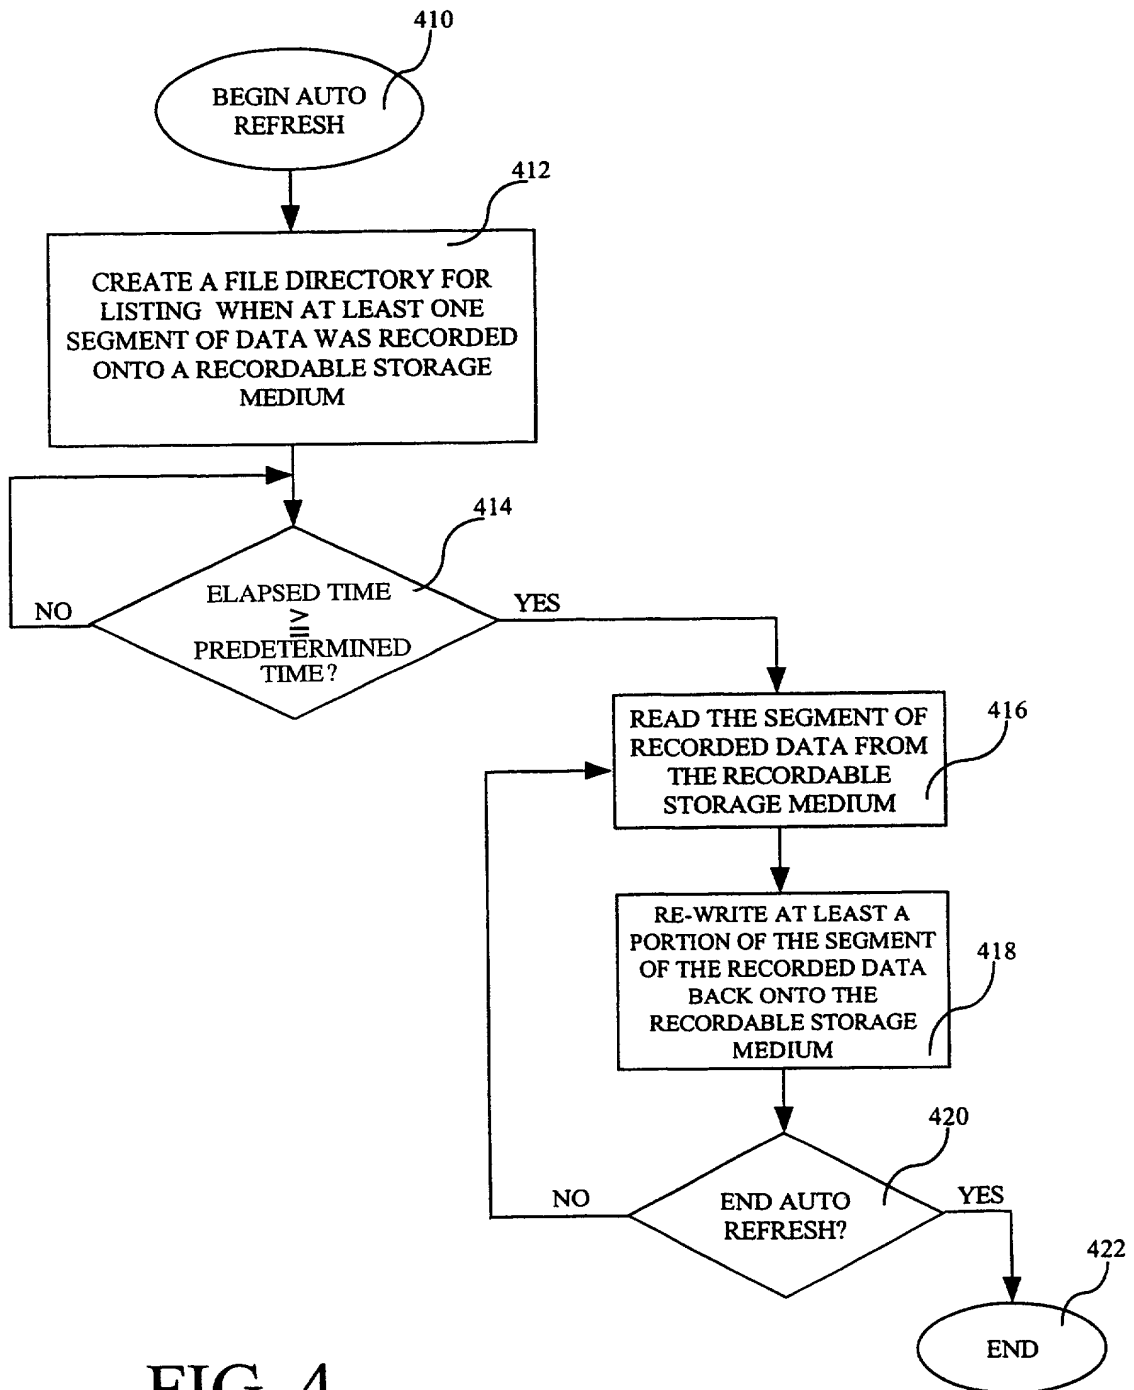 410
BEGIN AUTO
REFRESH
412
CREATE A FILE DIRECTORY FOR
LISTING WHEN AT LEAST ONE
SEGMENT OF DATA WAS RECORDED
ONTO A RECORDABLE STORAGE
MEDIUM
414
ELAPSED TIME
≧
PREDETERMINED
TIME?
NO
YES
416
READ THE SEGMENT OF
RECORDED DATA FROM
THE RECORDABLE
STORAGE MEDIUM
418
RE-WRITE AT LEAST A
PORTION OF THE SEGMENT
OF THE RECORDED DATA
BACK ONTO THE
RECORDABLE STORAGE
MEDIUM
420
END AUTO
REFRESH?
NO
YES
422
END
FIG. 4